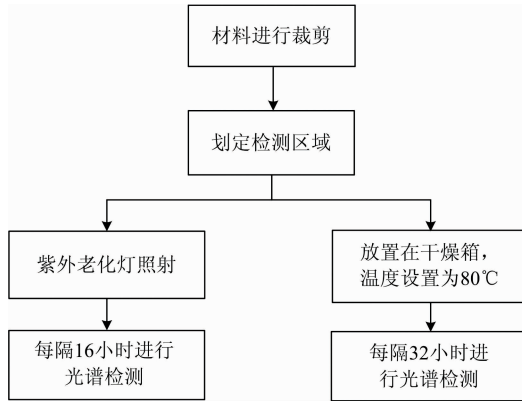 材料进行裁剪
划定检测区域
紫外老化灯照射
放置在干燥箱，
温度设置为80℃
每隔16小时进行
光谱检测
每隔32小时进
行光谱检测